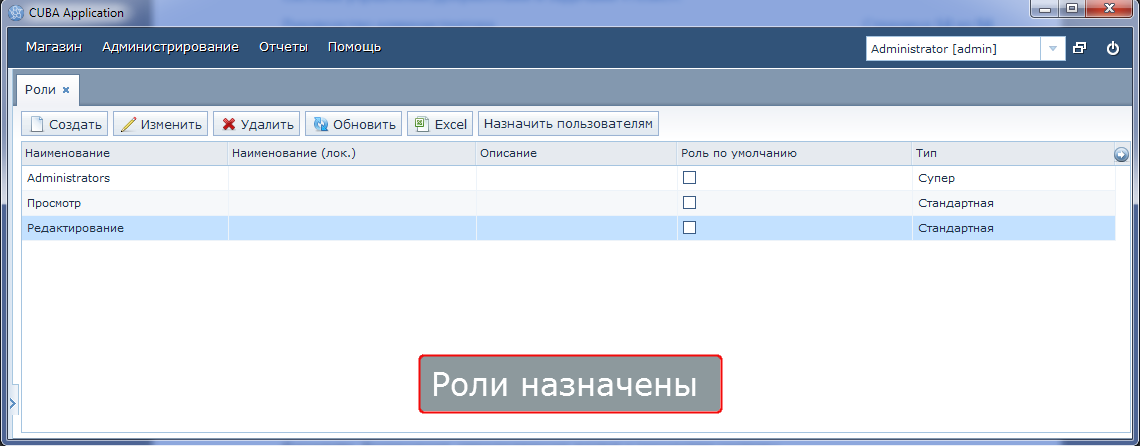 CUBA Application
Магазин Администрирование Отчеты Помощь Administrator [admin]
Роли
Создать Изменить Удалить Обновить Excel Назначить пользователям
Наименование Наименование (лок.) Описание Роль по умолчанию Тип
Administrators Супер
Просмотр Стандартная
Редактирование Стандартная
Роли назначены